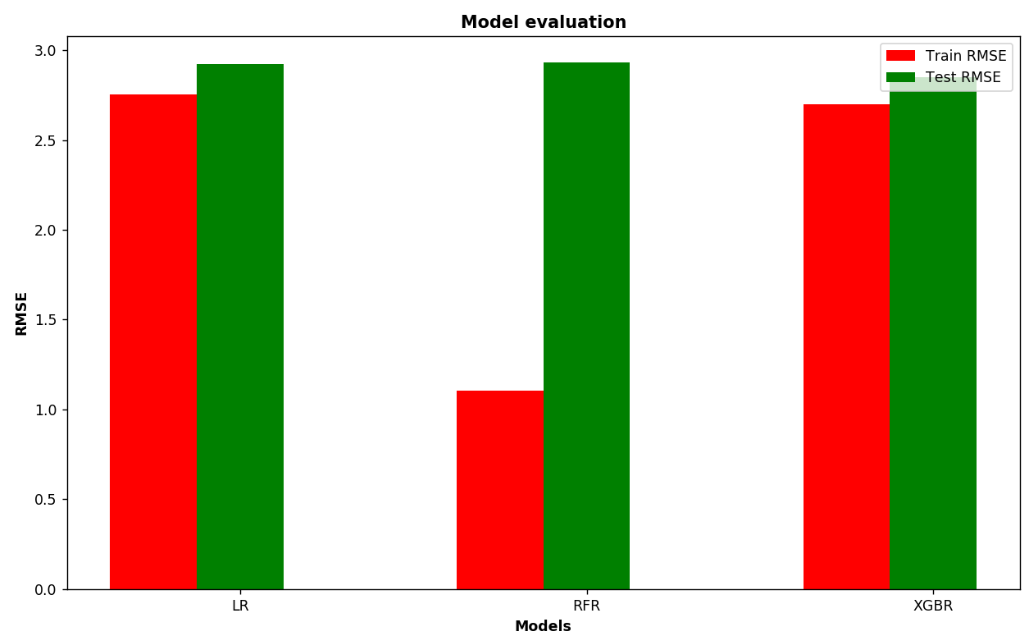 Model evaluation
Train RMSE
Test RMSE
3.0
2.5
2.0
1.5
1.0
0.5
0.0
RMSE
LR RFR XGBR
Models